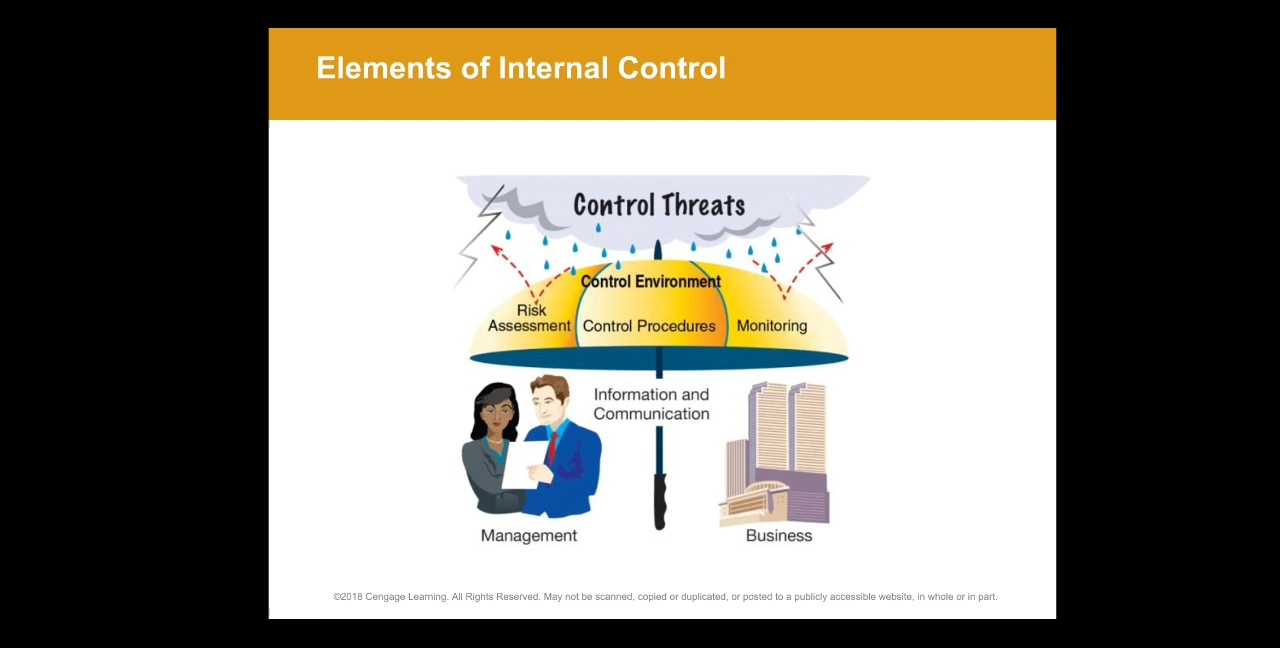 Elements of Internal Control
Control Threats
Control Environment
Risk
Assessment
Control Procedures
Monitoring
Information and
Communication
Management
Business
©2018 Cengage Learning. All Rights Reserved. May not be scanned, copied or duplicated, or posted to a publicly accessible website, in whole or in part.